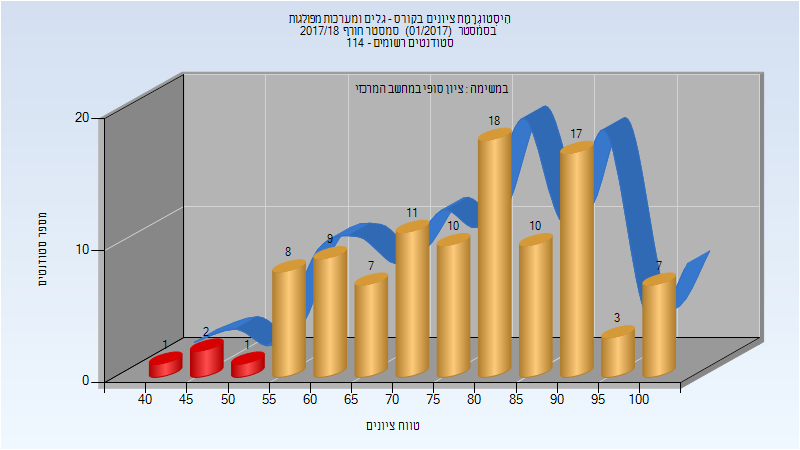 היסטוגרמת ציונים בקורס - גלים ומערכות מפולגות
בסמסטר (01/2017) סמסטר חורף 2017/18
סטודנטים רשומים - 114
במשימה : ציון סופי במחשב המרכזי
מספר סטודנטים
20
10
0
1
2
1
8
9
7
11
10
18
10
17
3
7
40 45 50 55 60 65 70 75 80 85 90 95 100
טווח ציונים